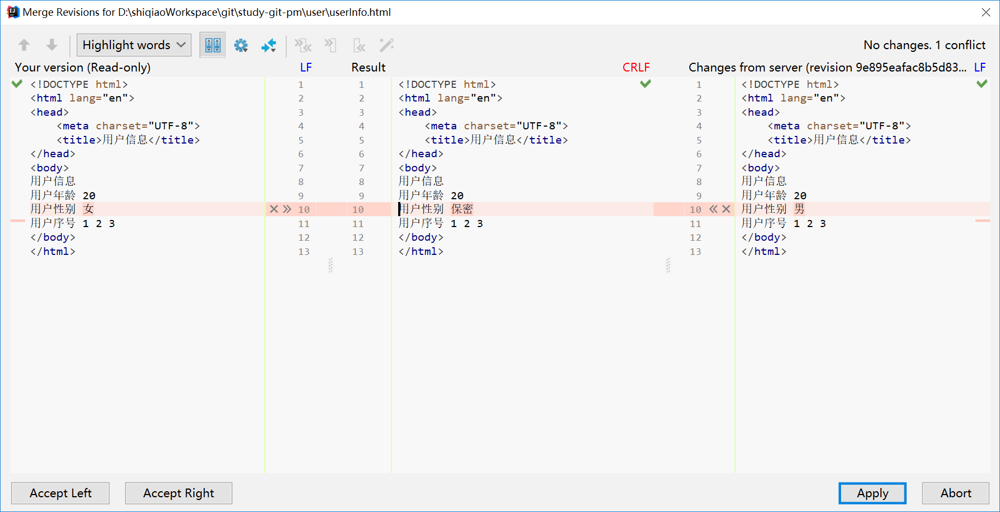 Merge Revisions for D:\shiqiaoWorkspace\git\study-git-pm\user\userInfo.html
Highlight words
No changes. 1 conflict
Your version (Read-only) LF
Result CRLF
Changes from server (revision 9e895eafac8b5d83... LF
<!DOCTYPE html> 1
<html lang="en"> 2
<head> 3
<meta charset="UTF-8"> 4
<title>用户信息</title> 5
</head> 6
<body> 7
用户信息 8
用户年龄 20 9
用户性别 女 10
用户序号 1 2 3 11
</body> 12
</html> 13
1 <!DOCTYPE html>
2 <html lang="en">
3 <head>
4 <meta charset="UTF-8">
5 <title>用户信息</title>
6 </head>
7 <body>
8 用户信息
9 用户年龄 20
10 用户性别 保密
11 用户序号 1 2 3
12 </body>
13 </html>
1 <!DOCTYPE html>
2 <html lang="en">
3 <head>
4 <meta charset="UTF-8">
5 <title>用户信息</title>
6 </head>
7 <body>
8 用户信息
9 用户年龄 20
10 用户性别 男
11 用户序号 1 2 3
12 </body>
13 </html>
Accept Left
Accept Right
Apply
Abort